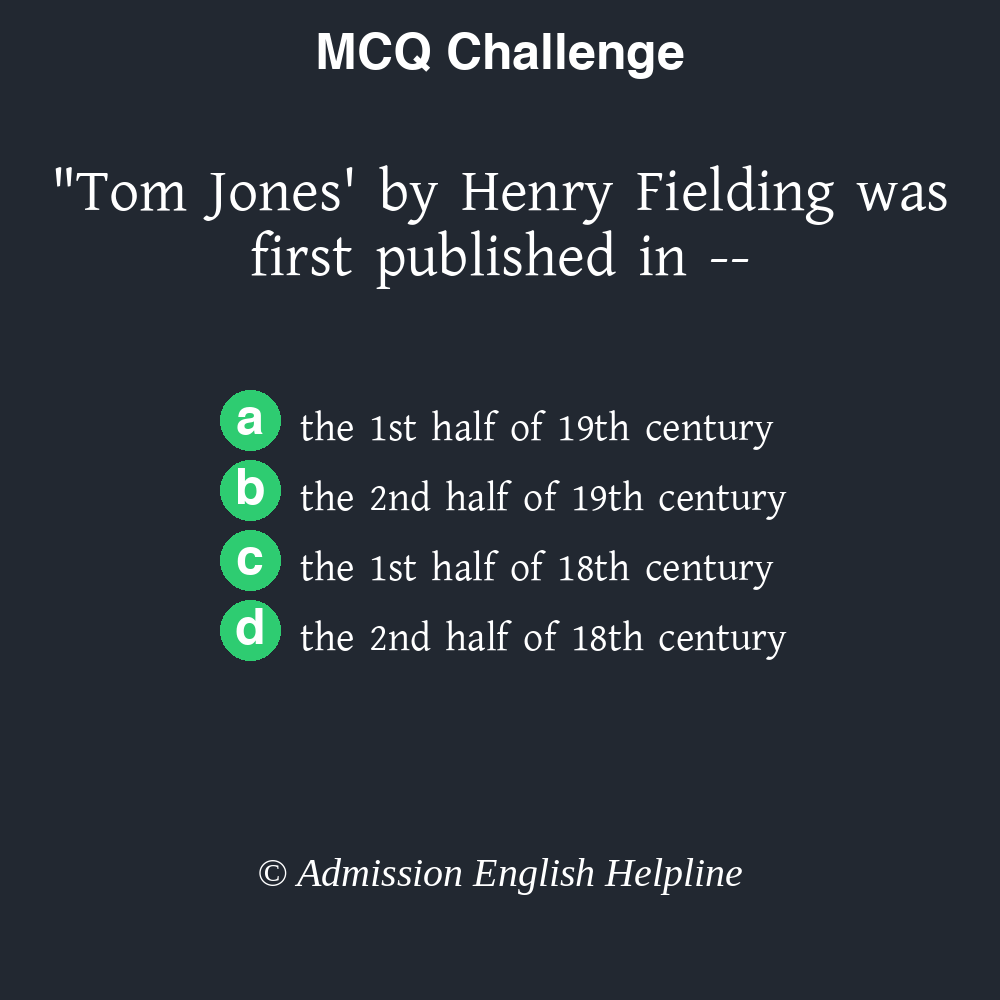 MCQ Challenge
"Tom Jones' by Henry Fielding was
first published in --
a the 1st half of 19th century
b the 2nd half of 19th century
c the 1st half of 18th century
d the 2nd half of 18th century
© Admission English Helpline